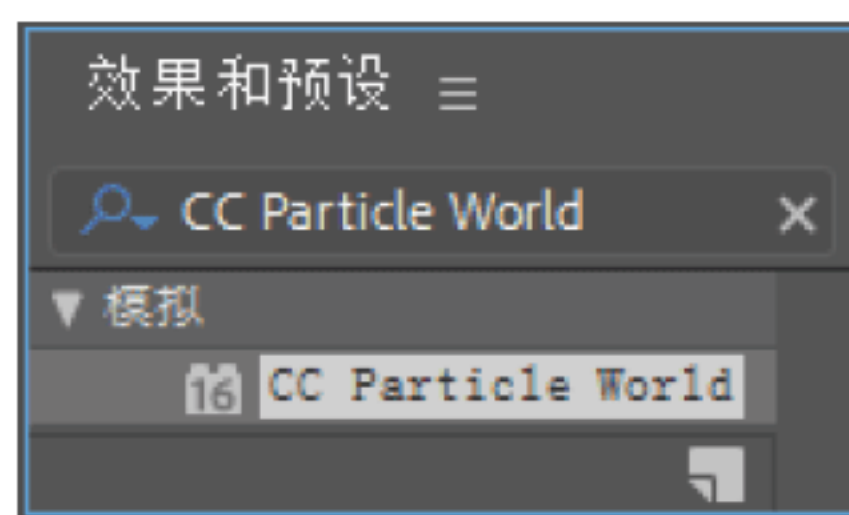 效果和预设
CC Particle World
模拟
16 CC Particle World